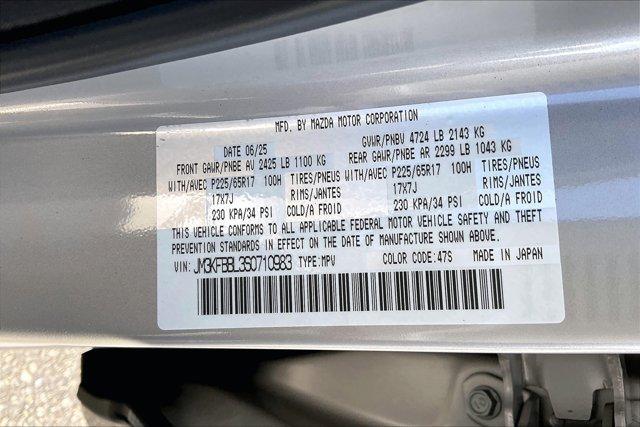 MFD. BY MAZDA MOTOR CORPORATION
DATE 06/25 GVWR/PNBV 4724 LB 2143 KG
FRONT GAWR/PNBE AV 2425 LB 1100 KG REAR GAWR/PNBE AR 2299 LB 1043 KG
WITH/AVEC P225/65R17 100H TIRES/PNEUS WITH/AVEC P225/65R17 100H TIRES/PNEUS
17X7J RIMS/JANTES 17X7J RIMS/JANTES
230 KPA/34 PSI COLD/A FROID 230 KPA/34 PSI COLD/A FROID
THIS VEHICLE CONFORMS TO ALL APPLICABLE FEDERAL MOTOR VEHICLE SAFETY AND THEFT
PREVENTION STANDARDS IN EFFECT ON THE DATE OF MANUFACTURE SHOWN ABOVE.
VIN: JM3KFBBL3S0710983 TYPE:MPV COLOR CODE:47S MADE IN JAPAN